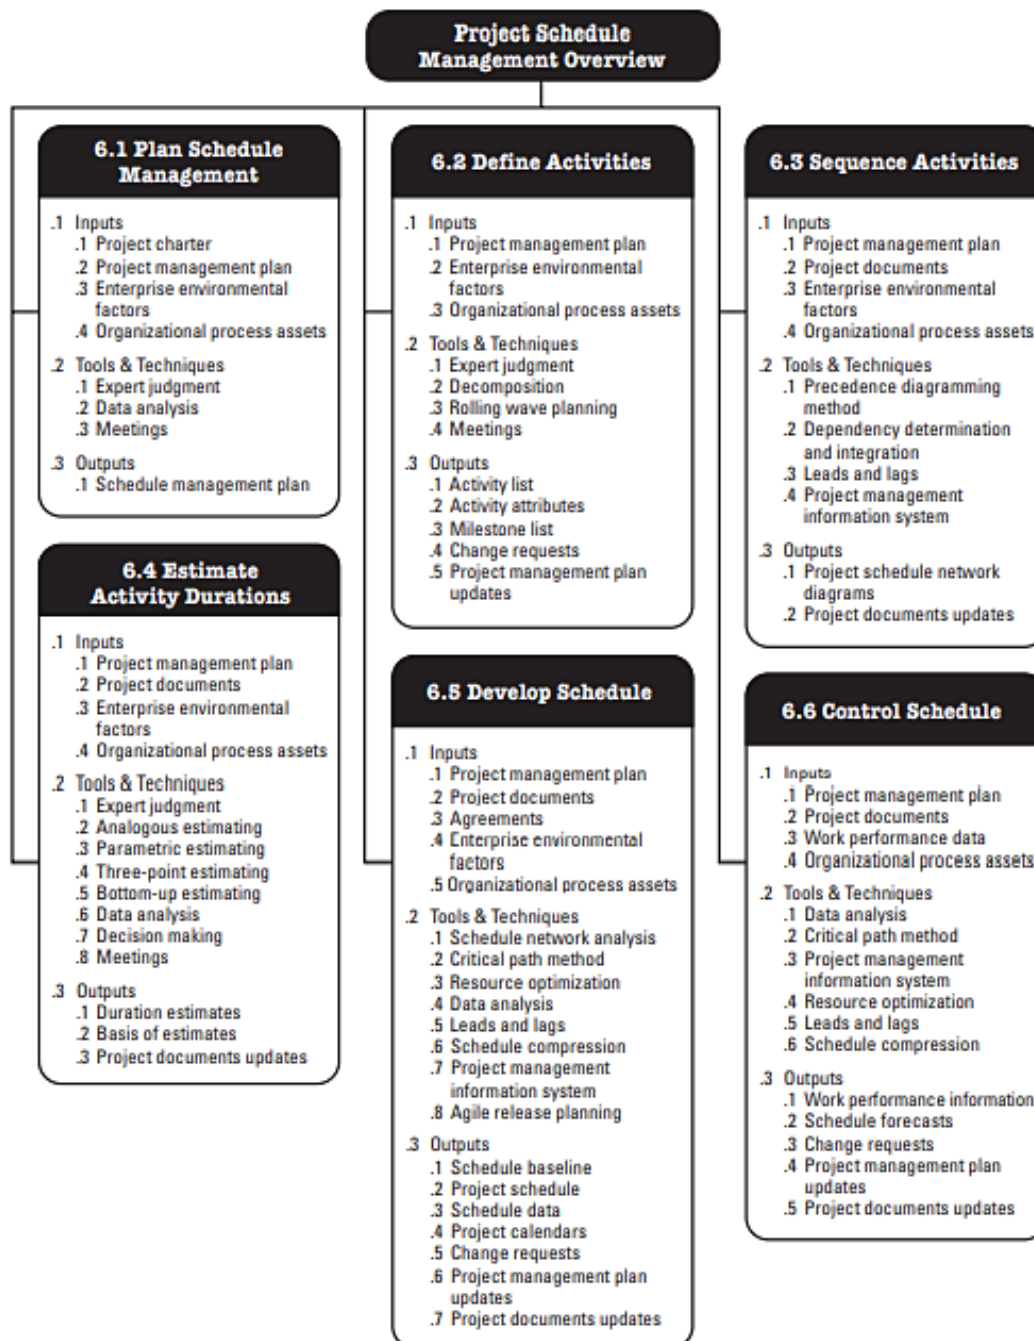 Project Schedule
Management Overview
6.1 Plan Schedule
Management
.1 Inputs
.1 Project charter
.2 Project management plan
.3 Enterprise environmental
factors
.4 Organizational process assets
.2 Tools & Techniques
.1 Expert judgment
.2 Data analysis
.3 Meetings
.3 Outputs
.1 Schedule management plan
6.2 Define Activities
.1 Inputs
.1 Project management plan
.2 Enterprise environmental
factors
.3 Organizational process assets
.2 Tools & Techniques
.1 Expert judgment
.2 Decomposition
.3 Rolling wave planning
.4 Meetings
.3 Outputs
.1 Activity list
.2 Activity attributes
.3 Milestone list
.4 Change requests
.5 Project management plan
updates
6.3 Sequence Activities
.1 Inputs
.1 Project management plan
.2 Project documents
.3 Enterprise environmental
factors
.4 Organizational process assets
.2 Tools & Techniques
.1 Precedence diagramming
method
.2 Dependency determination
and integration
.3 Leads and lags
.4 Project management
information system
.3 Outputs
.1 Project schedule network
diagrams
.2 Project documents updates
6.4 Estimate
Activity Durations
.1 Inputs
.1 Project management plan
.2 Project documents
.3 Enterprise environmental
factors
.4 Organizational process assets
.2 Tools & Techniques
.1 Expert judgment
.2 Analogous estimating
.3 Parametric estimating
.4 Three-point estimating
.5 Bottom-up estimating
.6 Data analysis
.7 Decision making
.8 Meetings
.3 Outputs
.1 Duration estimates
.2 Basis of estimates
.3 Project documents updates
6.5 Develop Schedule
.1 Inputs
.1 Project management plan
.2 Project documents
.3 Agreements
.4 Enterprise environmental
factors
.5 Organizational process assets
.2 Tools & Techniques
.1 Schedule network analysis
.2 Critical path method
.3 Resource optimization
.4 Data analysis
.5 Leads and lags
.6 Schedule compression
.7 Project management
information system
.8 Agile release planning
.3 Outputs
.1 Schedule baseline
.2 Project schedule
.3 Schedule data
.4 Project calendars
.5 Change requests
.6 Project management plan
updates
.7 Project documents updates
6.6 Control Schedule
.1 Inputs
.1 Project management plan
.2 Project documents
.3 Work performance data
.4 Organizational process assets
.2 Tools & Techniques
.1 Data analysis
.2 Critical path method
.3 Project management
information system
.4 Resource optimization
.5 Leads and lags
.6 Schedule compression
.3 Outputs
.1 Work performance information
.2 Schedule forecasts
.3 Change requests
.4 Project management plan
updates
.5 Project documents updates